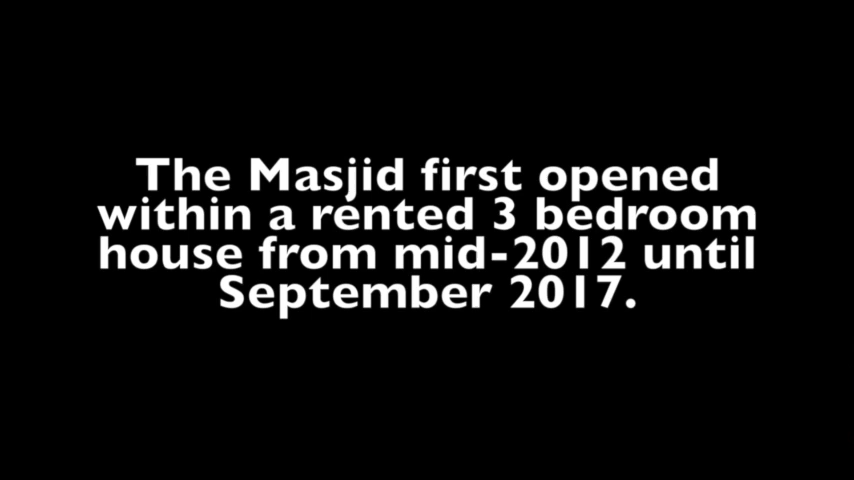 The Masjid first opened
within a rented 3 bedroom
house from mid-2012 until
September 2017.